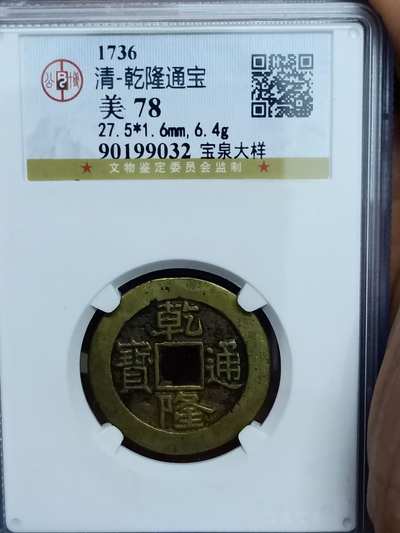 1736
清-乾隆通宝
美 78
27.5*1.6mm,6.4g
90199032 宝泉大样
★ 文物鉴定委员会监制 ★
乾隆通寶